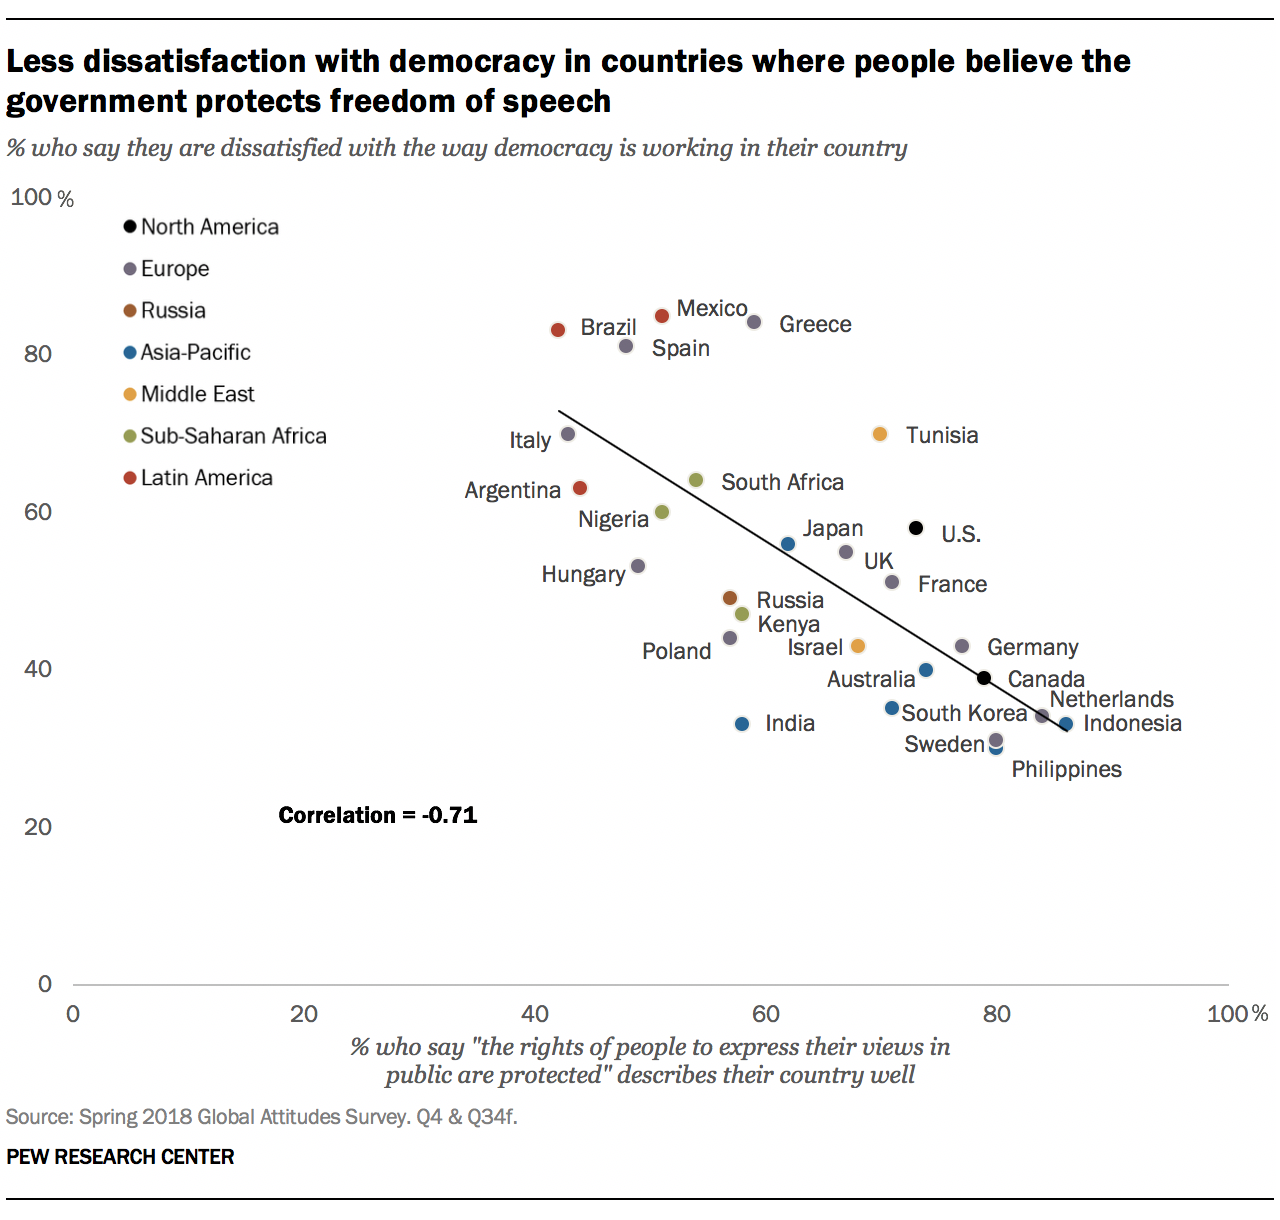 Less dissatisfaction with democracy in countries where people believe the
government protects freedom of speech
% who say they are dissatisfied with the way democracy is working in their country
100 %
North America
Europe
Russia
Asia-Pacific
Middle East
Sub-Saharan Africa
Latin America
80
60
40
20
0
Mexico
Brazil
Greece
Spain
Italy
Tunisia
Argentina
South Africa
Nigeria
Japan
U.S.
UK
Hungary
France
Russia
Kenya
Poland
Israel
Germany
Australia
Canada
Netherlands
South Korea
Indonesia
India
Sweden
Philippines
Correlation = -0.71
0 20 40 60 80 100 %
% who say "the rights of people to express their views in
public are protected" describes their country well
Source: Spring 2018 Global Attitudes Survey. Q4 & Q34f.
PEW RESEARCH CENTER